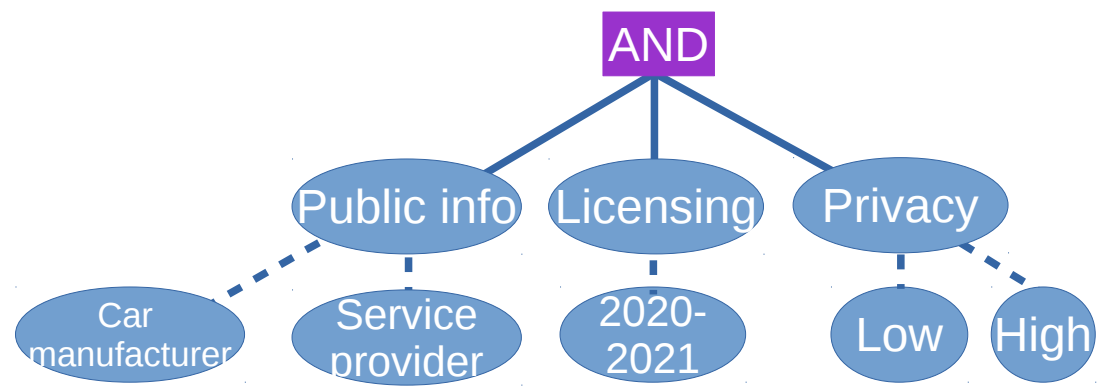 AND
Public info
Licensing
Privacy
Car
manufacturer
Service
provider
2020-
2021
Low
High